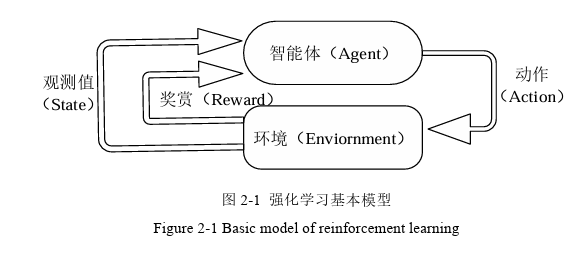 智能体（Agent）
观测值
（State）
奖赏（Reward）
动作
（Action）
环境（Enviornment）
图 2-1 强化学习基本模型
Figure 2-1 Basic model of reinforcement learning